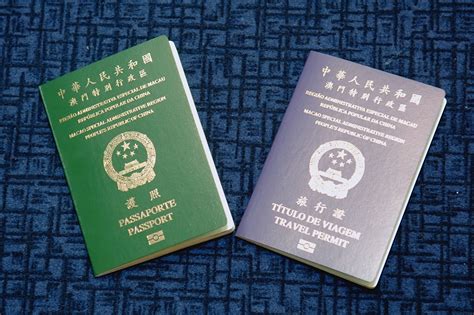 中華人民共和國
澳門特別行政區
REGIÃO ADMINISTRATIVA ESPECIAL DE MACAU
REPÚBLICA POPULAR DA CHINA
MACAO SPECIAL ADMINISTRATIVE REGION
PEOPLE'S REPUBLIC OF CHINA
護照
PASSAPORTE
PASSPORT
中華人民共和國
澳門特別行政區
REGIÃO ADMINISTRATIVA ESPECIAL DE MACAU
REPÚBLICA POPULAR DA CHINA
MACAO SPECIAL ADMINISTRATIVE REGION
PEOPLE'S REPUBLIC OF CHINA
旅行證
TÍTULO DE VIAGEM
TRAVEL PERMIT